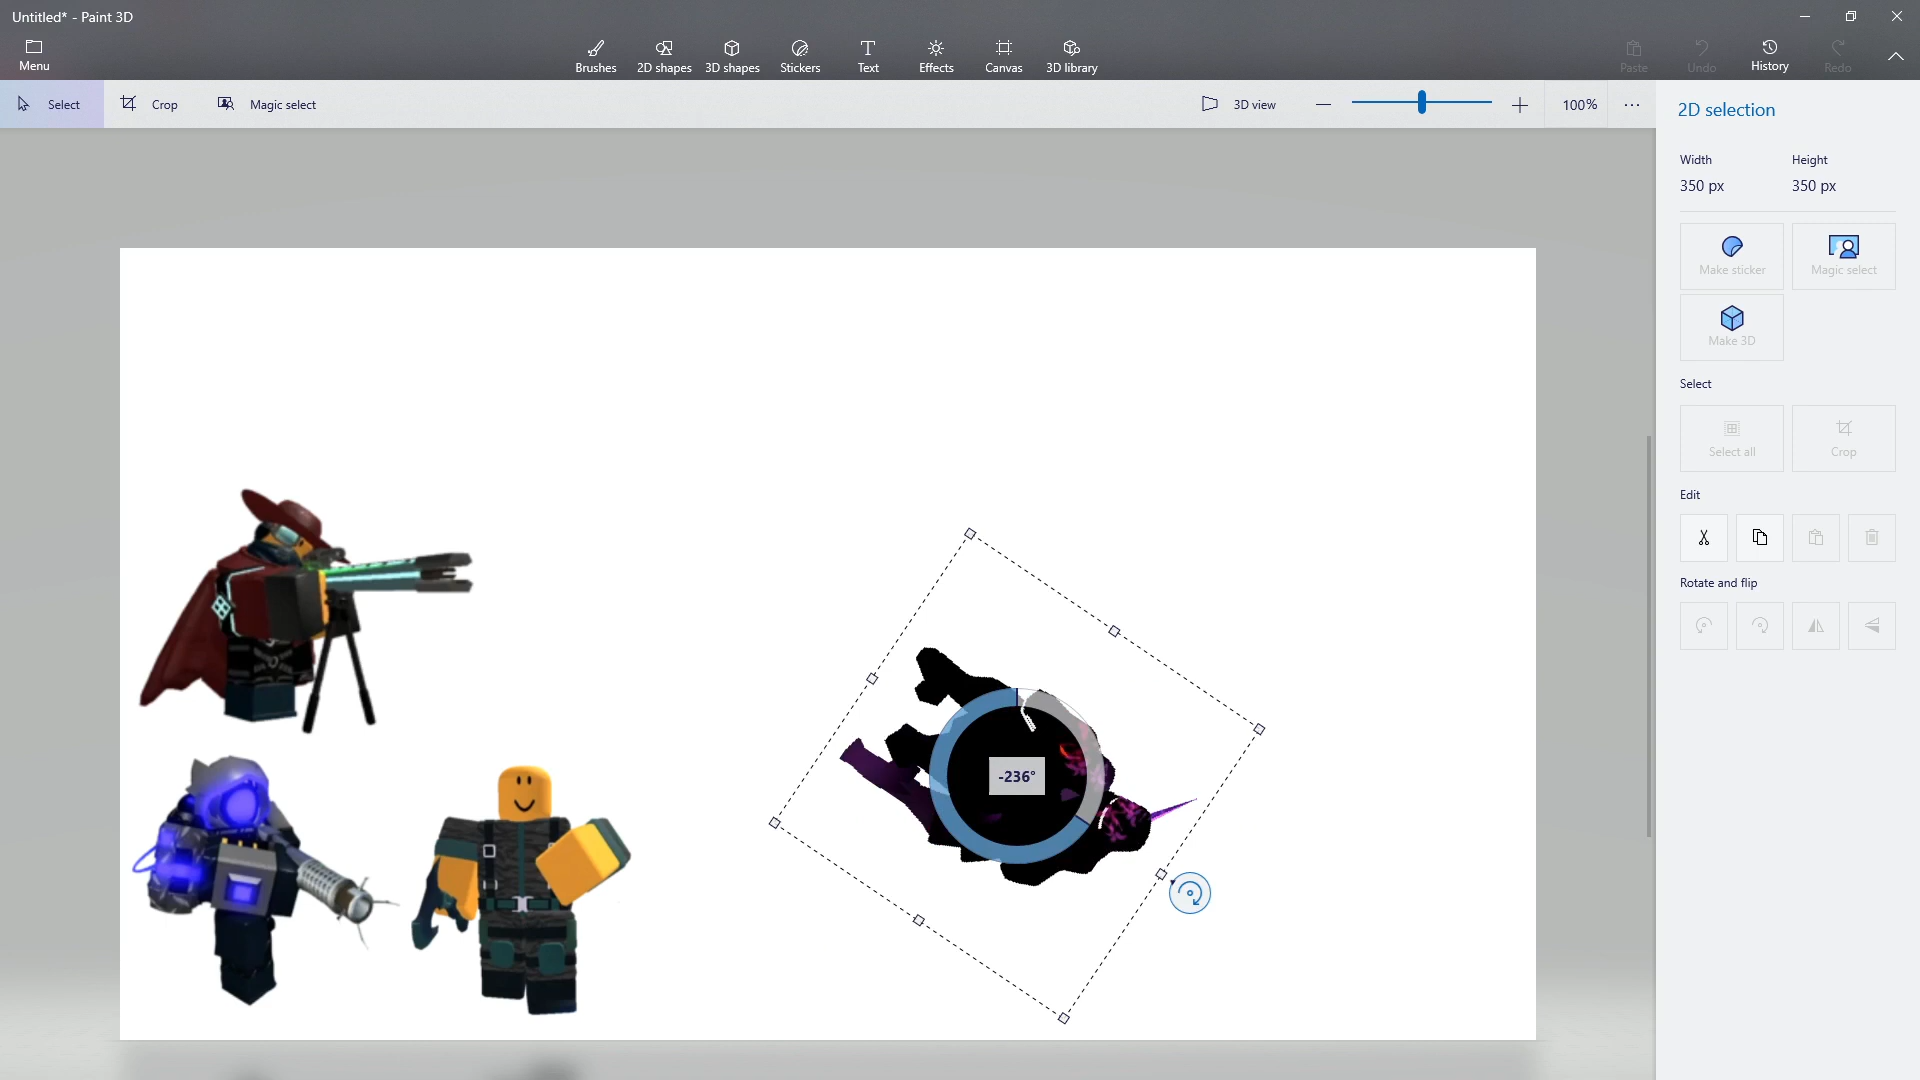 Untitled* - Paint 3D
Menu
Brushes
2D shapes
3D shapes
Stickers
Text
Effects
Canvas
3D library
Paste
Undo
History
Redo
Select
Crop
Magic select
3D view
100%
2D selection
Width
Height
350 px
350 px
Make sticker
Magic select
Make 3D
Select
Select all
Crop
Edit
Rotate and flip
-236°